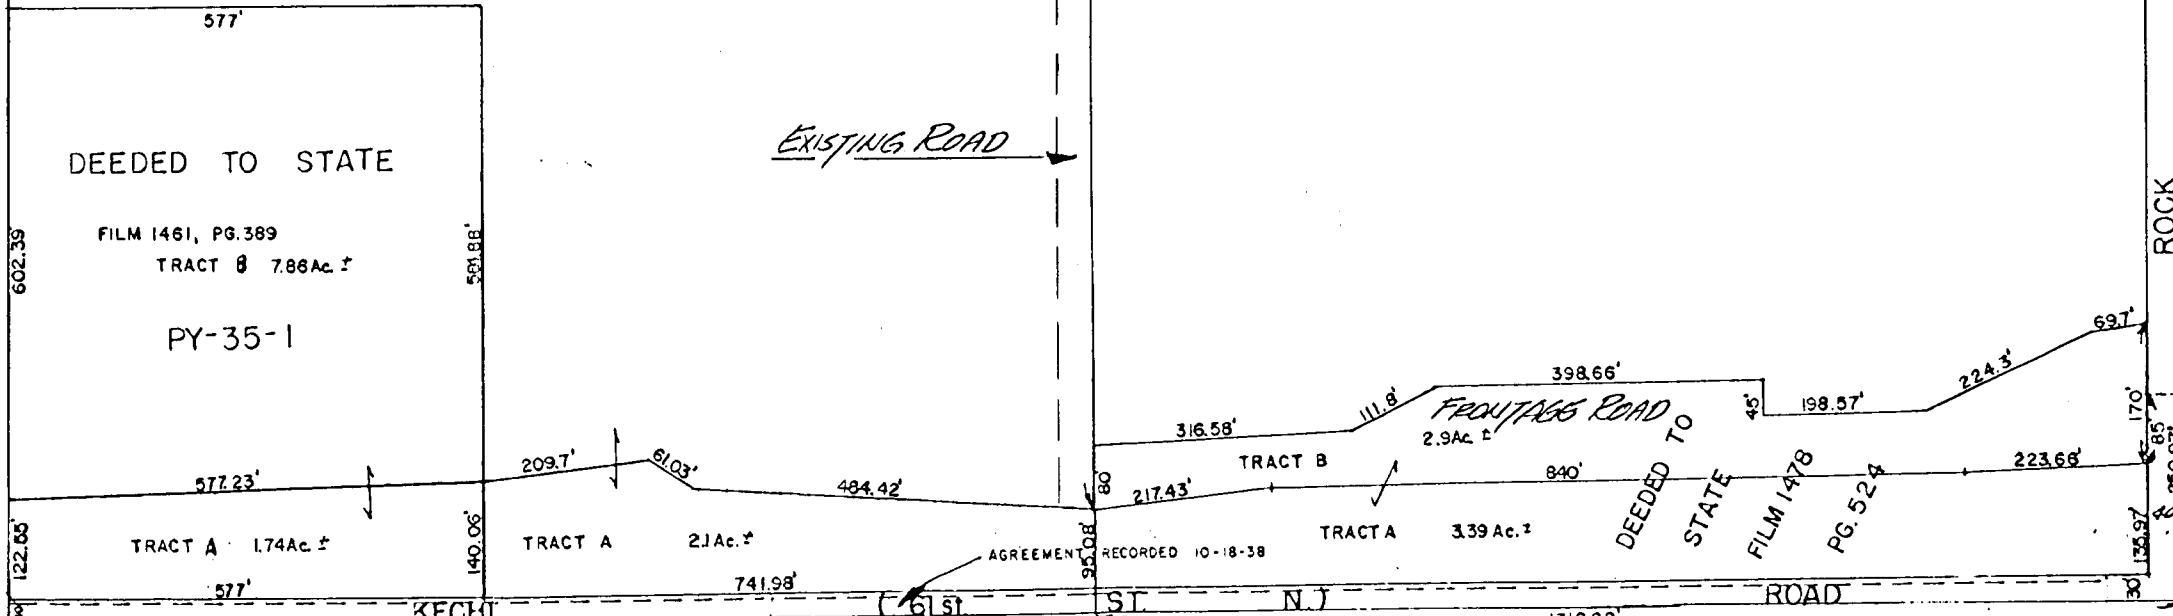 577'
DEEDED TO STATE
FILM 1461, PG.389
TRACT B 7.86Ac. ±
PY-35-1
602.39'
581.88'
EXISTING ROAD
ROCK
577.23'
209.7'
61.03'
484.42'
316.58'
111.8'
398.66'
45'
198.57'
224.3'
69.7'
170'
85'
FRONTAGE ROAD
2.9Ac. ±
TRACT B
80
217.43'
840'
223.66'
DEEDED TO
STATE
FILM 1478
PG. 524
122.55'
TRACT A 1.74Ac. ±
140.06'
TRACT A 2.1Ac. ±
95.08'
TRACT A 3.39 Ac. ±
135.97'
AGREEMENT RECORDED 10-18-38
577'
741.98'
30'
KECHI
( 61 St. ST. N.) ROAD